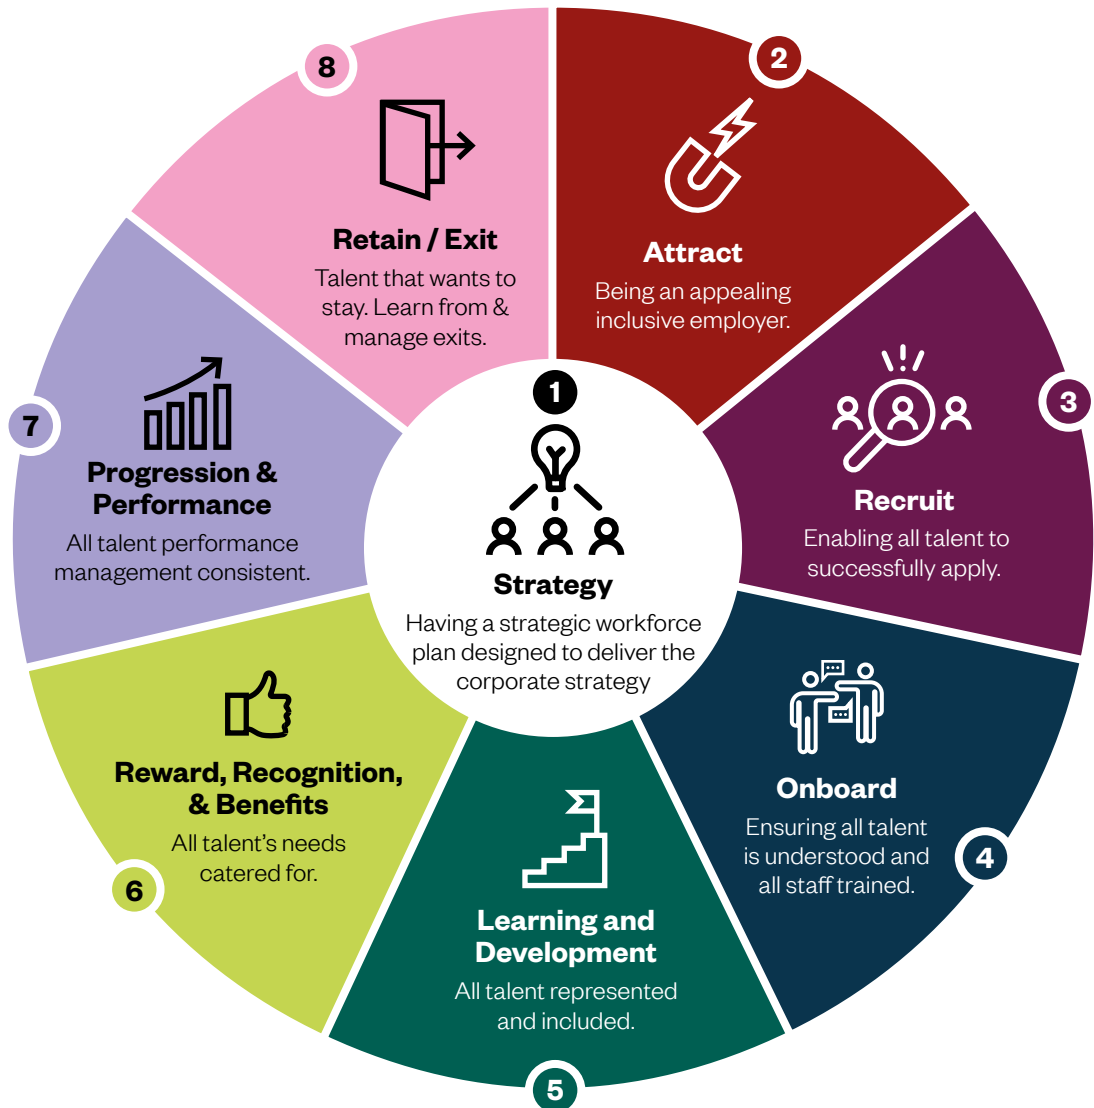 1
Strategy
Having a strategic workforce
plan designed to deliver the
corporate strategy
2
Attract
Being an appealing
inclusive employer.
3
Recruit
Enabling all talent to
successfully apply.
4
Onboard
Ensuring all talent
is understood and
all staff trained.
5
Learning and
Development
All talent represented
and included.
6
Reward, Recognition,
& Benefits
All talent's needs
catered for.
7
Progression &
Performance
All talent performance
management consistent.
8
Retain / Exit
Talent that wants to
stay. Learn from &
manage exits.